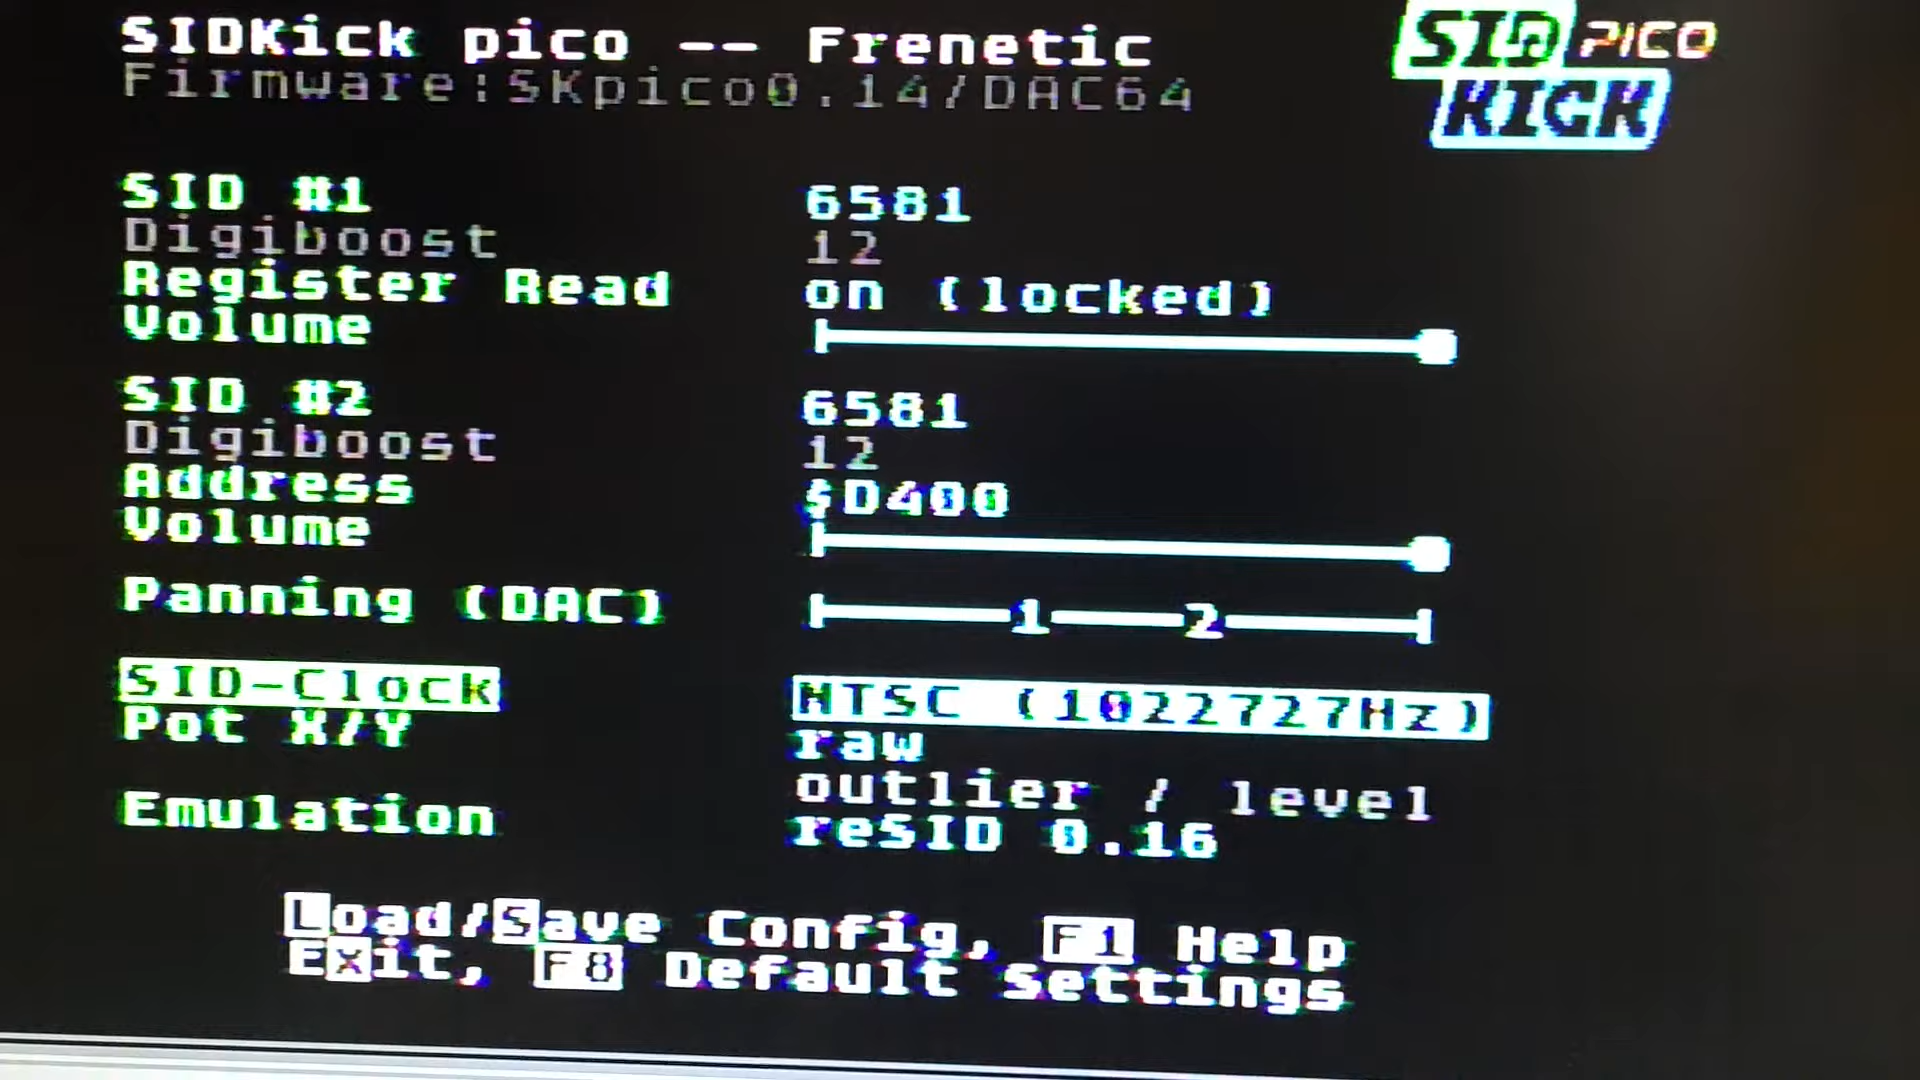 SIDKick pico -- Frenetic
Firmware:SKpico0.14/DAC64
SID PICO
KICK
SID #1 6581
Digiboost 12
Register Read on (locked)
Volume
SID #2 6581
Digiboost 12
Address $D400
Volume
Panning (DAC) 1 2
SID-Clock NTSC (1022727Hz)
Pot X/Y raw
outlier / level
Emulation reSID 0.16
Load/Save Config, F1 Help
EXit, F8 Default Settings